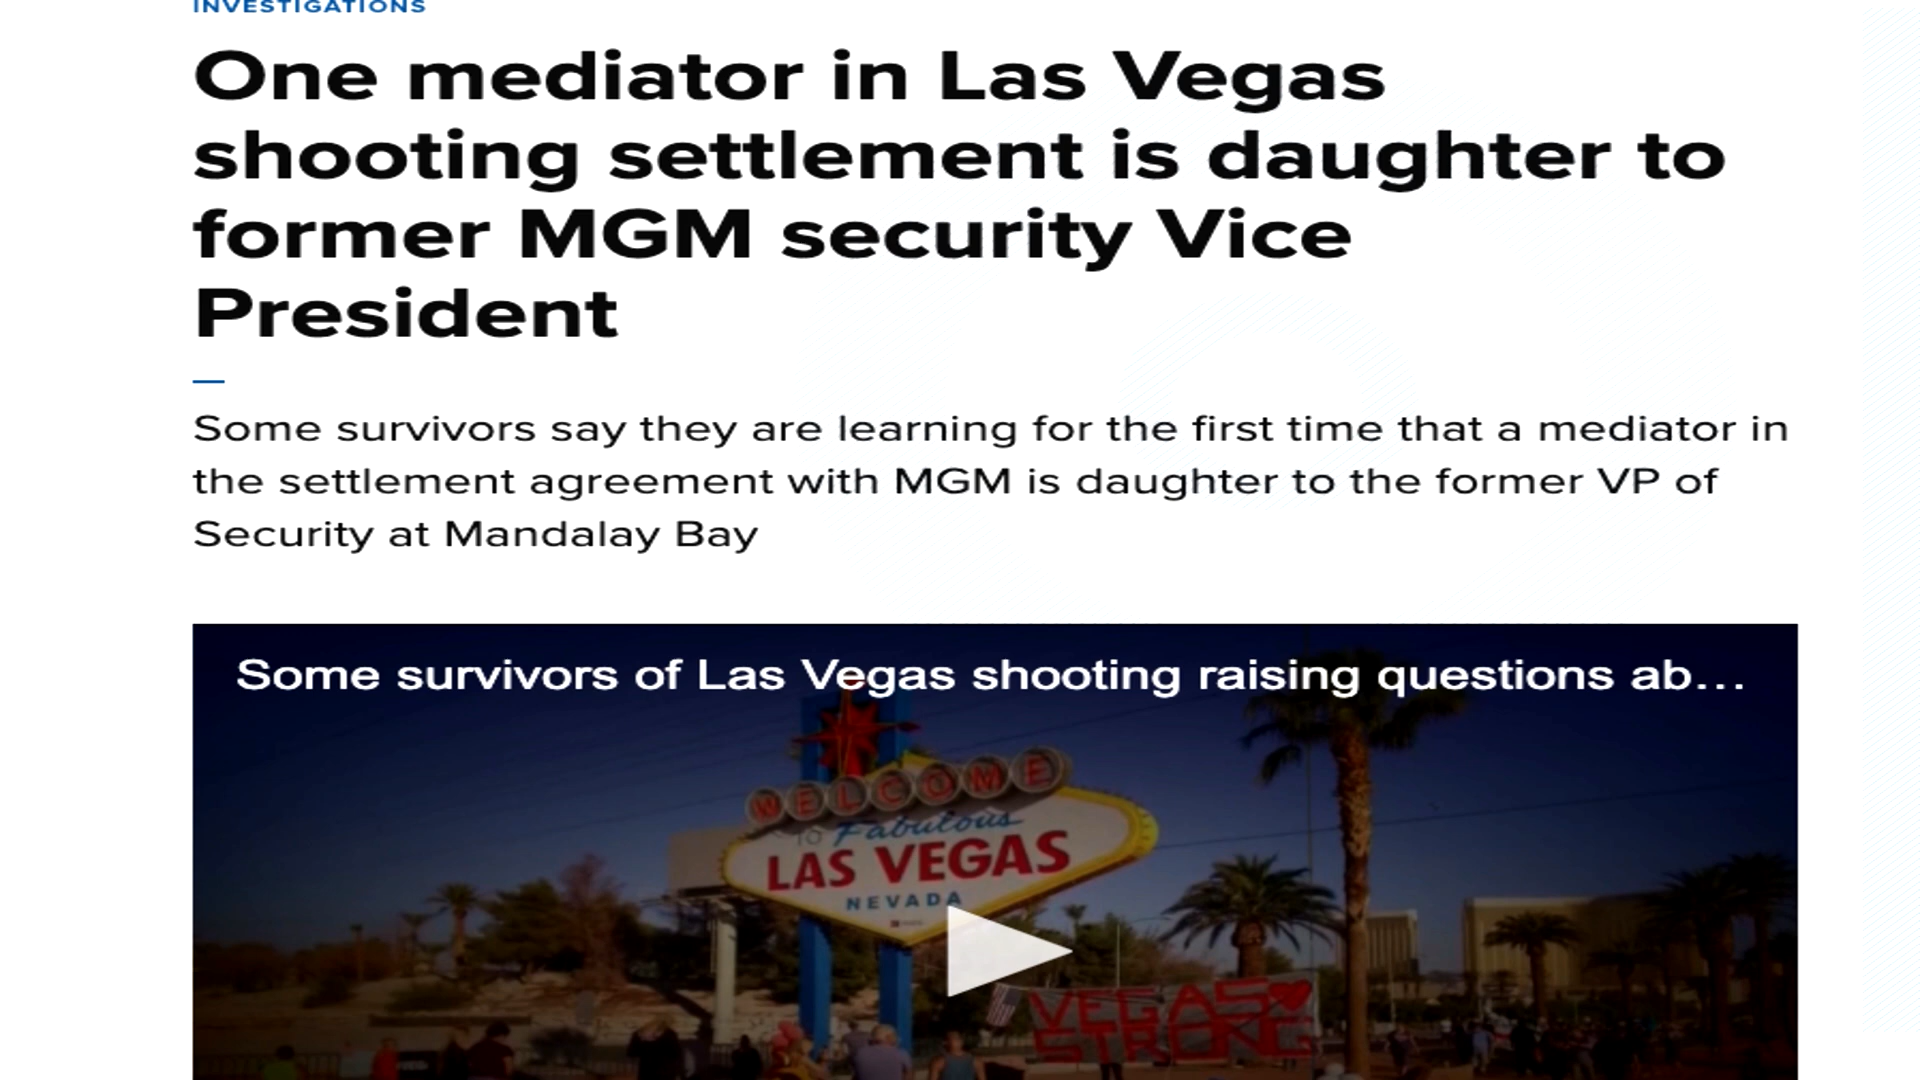 INVESTIGATIONS
One mediator in Las Vegas
shooting settlement is daughter to
former MGM security Vice
President
Some survivors say they are learning for the first time that a mediator in
the settlement agreement with MGM is daughter to the former VP of
Security at Mandalay Bay
Some survivors of Las Vegas shooting raising questions ab...
WELCOME
TO Fabulous
LAS VEGAS
NEVADA
VEGAS
STRONG